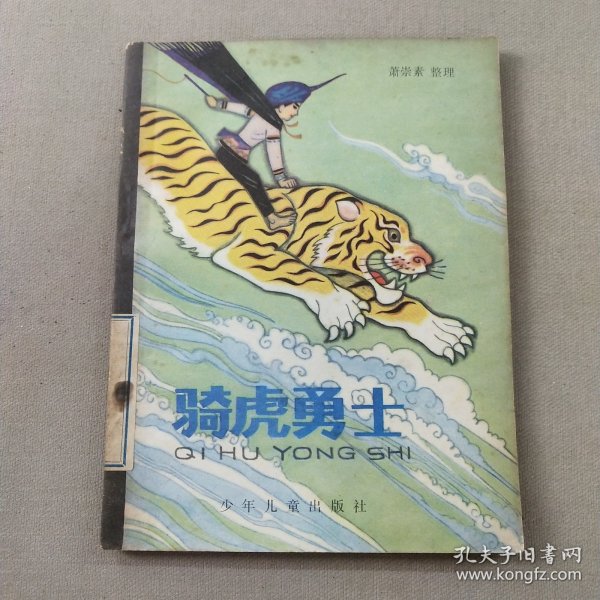 萧崇素 整理
骑虎勇士
QI HU YONG SHI
少年儿童出版社
孔夫子旧书网
www.kongfz.com